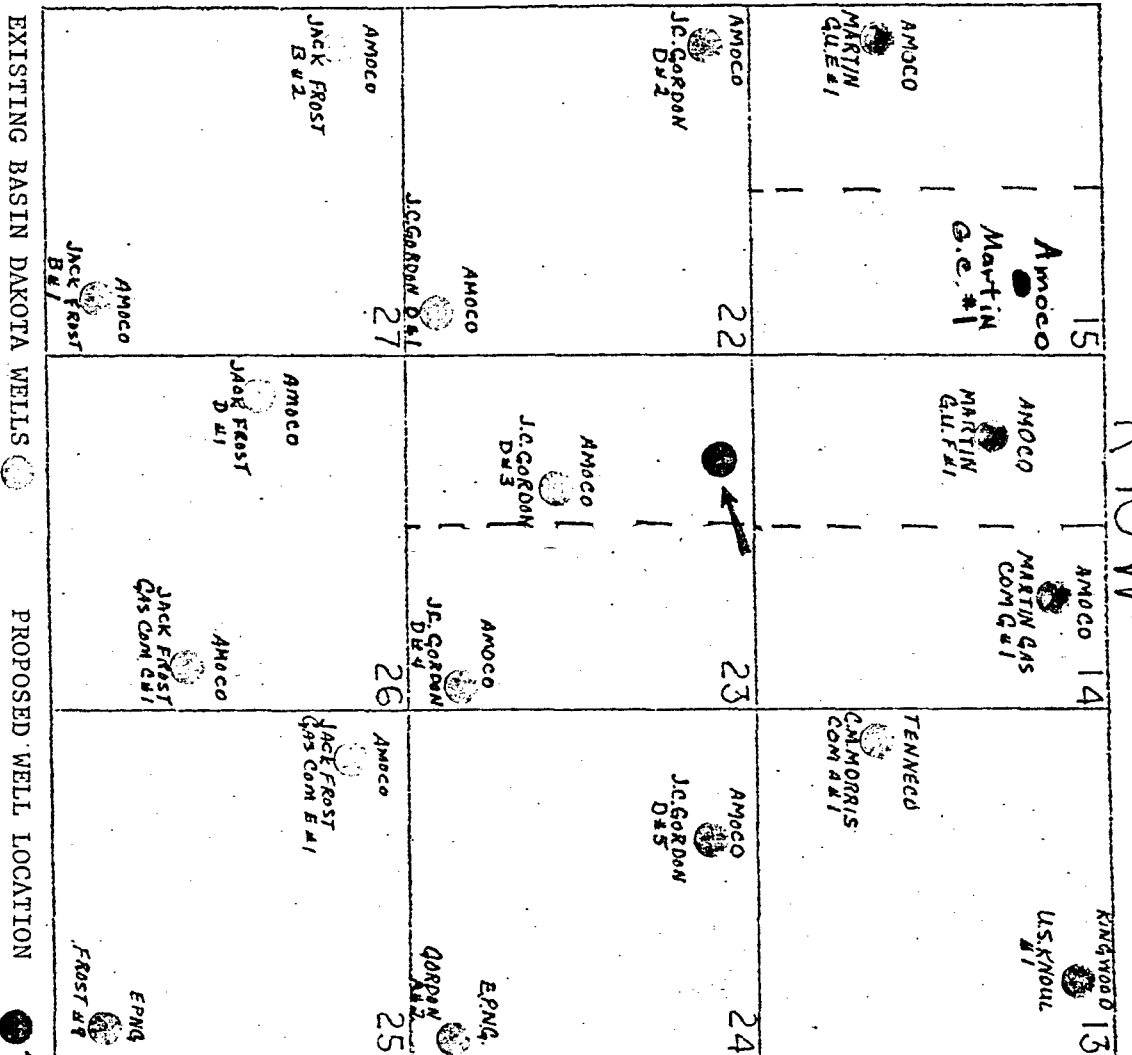 R 10 W
15
Amoco
Martin
G.C. #1
AMOCO
MARTIN
G.U.E #1
14
AMOCO
MARTIN GAS
COM G #1
AMOCO
MARTIN
G.U. F #1
13
KINGWOOD
U.S. KNOUL
#1
TENNECO
C.M. MORRIS
COM A #1
22
AMOCO
J.C. GORDON
D #2
AMOCO
J.C. GORDON D #1
23
AMOCO
J.C. GORDON
D #3
AMOCO
J.C. GORDON
D #4
24
AMOCO
J.C. GORDON
D #5
EPNG.
GORDON
27
AMOCO
JACK FROST
B #2
AMOCO
JACK FROST
B #1
26
AMOCO
JACK FROST
D #1
AMOCO
JACK FROST
GAS COM C #1
25
AMOCO
JACK FROST
GAS COM E #1
EPNG
FROST #9
EXISTING BASIN DAKOTA WELLS PROPOSED WELL LOCATION